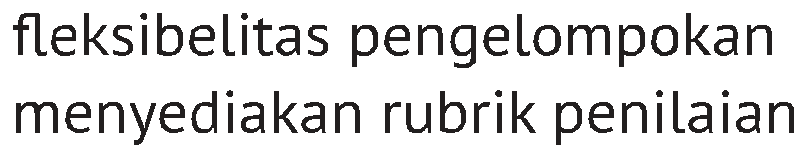 fleksibelitas pengelompokan
menyediakan rubrik penilaian